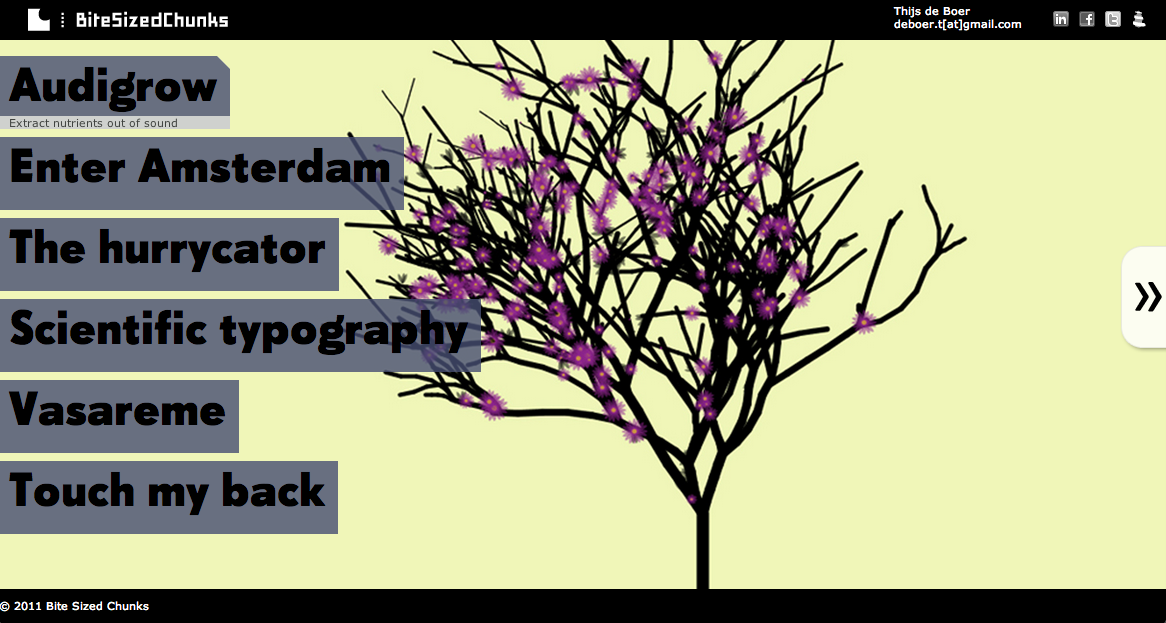 BiteSizedChunks
Thijs de Boer
deboer.t[at]gmail.com
Audigrow
Extract nutrients out of sound
Enter Amsterdam
The hurrycator
Scientific typography
Vasareme
Touch my back
© 2011 Bite Sized Chunks